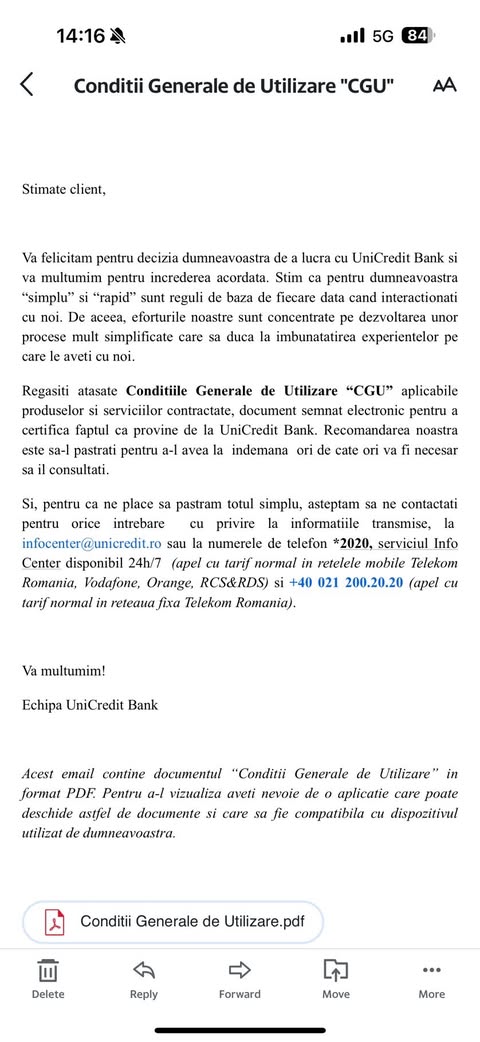 14:16
5G 84
Conditii Generale de Utilizare "CGU"
AA
Stimate client,
Va felicitam pentru decizia dumneavoastra de a lucra cu UniCredit Bank si
va multumim pentru increderea acordata. Stim ca pentru dumneavoastra
“simplu” si “rapid” sunt reguli de baza de fiecare data cand interactionati
cu noi. De aceea, eforturile noastre sunt concentrate pe dezvoltarea unor
procese mult simplificate care sa duca la imbunatatirea experientelor pe
care le aveti cu noi.
Regasiti atasate Conditiile Generale de Utilizare “CGU” aplicabile
produselor si serviciilor contractate, document semnat electronic pentru a
certifica faptul ca provine de la UniCredit Bank. Recomandarea noastra
este sa-l pastrati pentru a-l avea la indemana ori de cate ori va fi necesar
sa il consultati.
Si, pentru ca ne place sa pastram totul simplu, asteptam sa ne contactati
pentru orice intrebare cu privire la informatiile transmise, la
infocenter@unicredit.ro sau la numerele de telefon *2020, serviciul Info
Center disponibil 24h/7 (apel cu tarif normal in retelele mobile Telekom
Romania, Vodafone, Orange, RCS&RDS) si +40 021 200.20.20 (apel cu
tarif normal in reteaua fixa Telekom Romania).
Va multumim!
Echipa UniCredit Bank
Acest email contine documentul “Conditii Generale de Utilizare” in
format PDF. Pentru a-l vizualiza aveti nevoie de o aplicatie care poate
deschide astfel de documente si care sa fie compatibila cu dispozitivul
utilizat de dumneavoastra.
Conditii Generale de Utilizare.pdf
Delete Reply Forward Move More